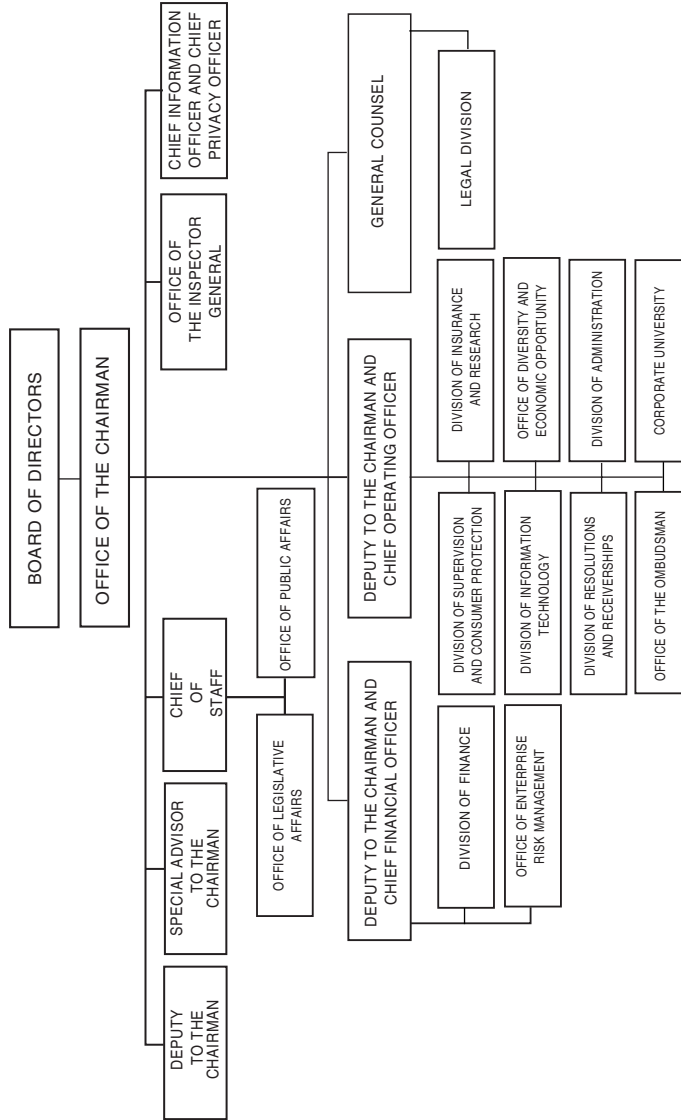 BOARD OF DIRECTORS
OFFICE OF THE CHAIRMAN
DEPUTY
TO THE
CHAIRMAN
SPECIAL ADVISOR
TO THE
CHAIRMAN
CHIEF
OF
STAFF
OFFICE OF
THE INSPECTOR
GENERAL
CHIEF INFORMATION
OFFICER AND CHIEF
PRIVACY OFFICER
OFFICE OF LEGISLATIVE
AFFAIRS
OFFICE OF PUBLIC AFFAIRS
DEPUTY TO THE CHAIRMAN AND
CHIEF FINANCIAL OFFICER
DEPUTY TO THE CHAIRMAN AND
CHIEF OPERATING OFFICER
GENERAL COUNSEL
DIVISION OF FINANCE
OFFICE OF ENTERPRISE
RISK MANAGEMENT
DIVISION OF SUPERVISION
AND CONSUMER PROTECTION
DIVISION OF INSURANCE
AND RESEARCH
DIVISION OF INFORMATION
TECHNOLOGY
OFFICE OF DIVERSITY AND
ECONOMIC OPPORTUNITY
DIVISION OF RESOLUTIONS
AND RECEIVERSHIPS
DIVISION OF ADMINISTRATION
OFFICE OF THE OMBUDSMAN
CORPORATE UNIVERSITY
LEGAL DIVISION